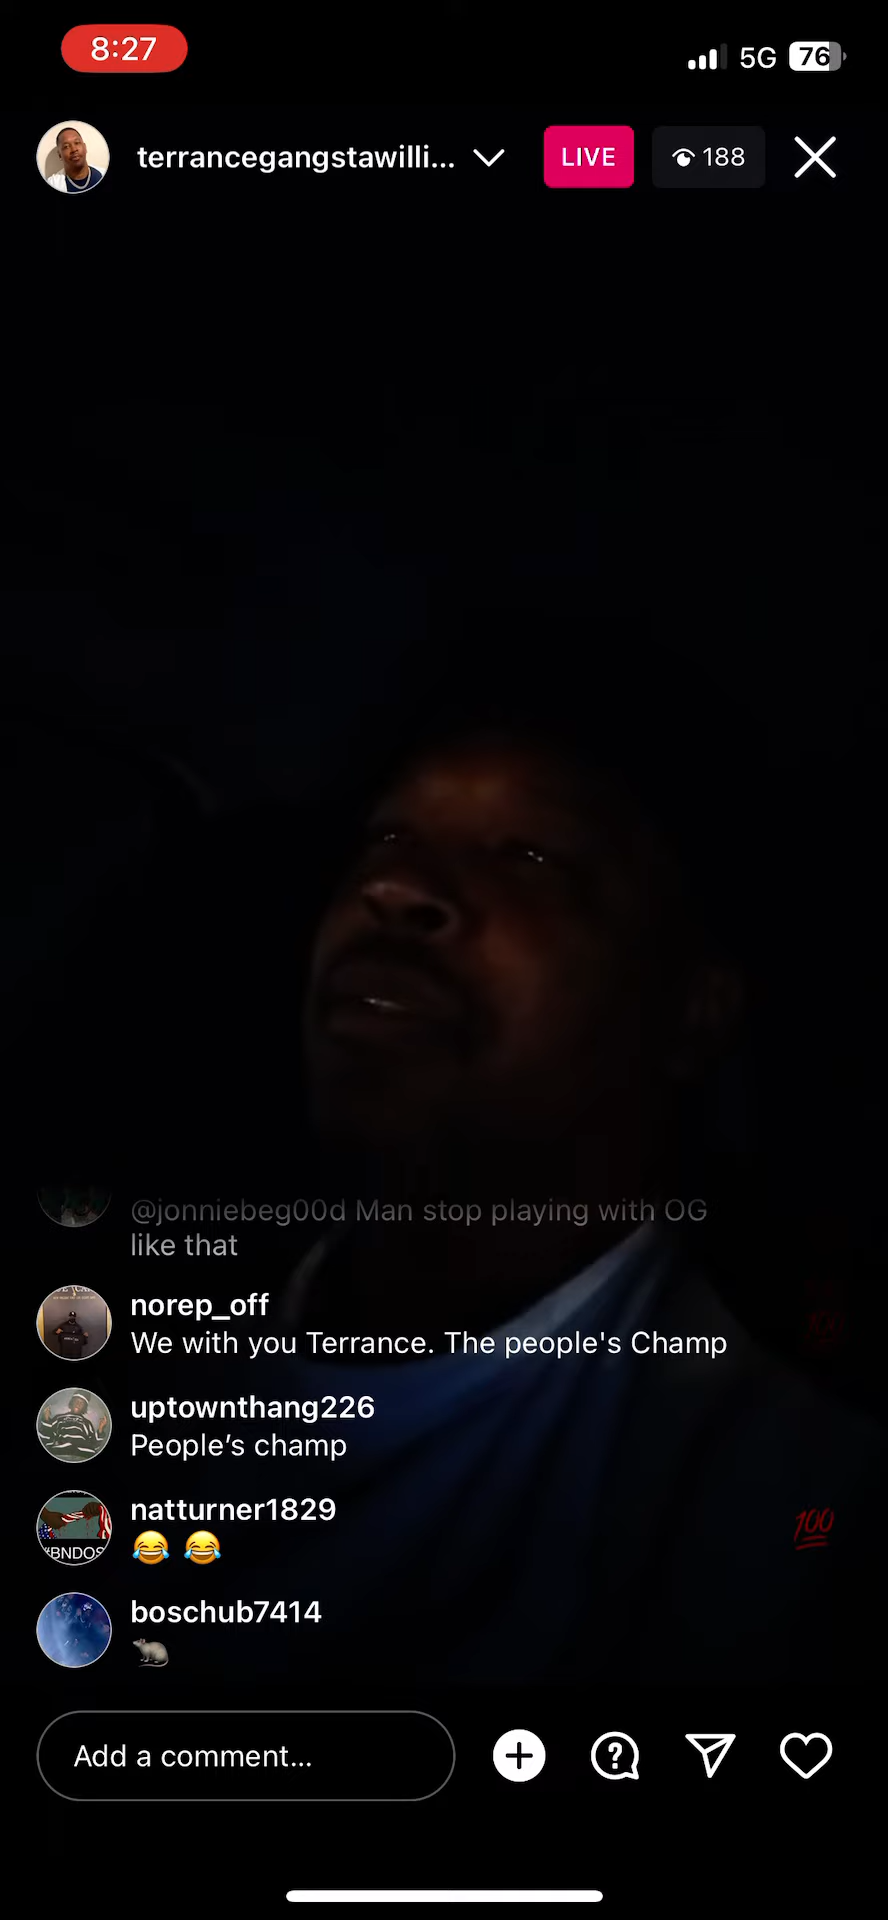 8:27
5G 76
terrancegangstawilli...
LIVE
188
@jonniebeg00d Man stop playing with OG
like that
norep_off
We with you Terrance. The people's Champ
uptownthang226
People’s champ
natturner1829
😂 😂
#BNDOS
boschub7414
🐀
💯
Add a comment...